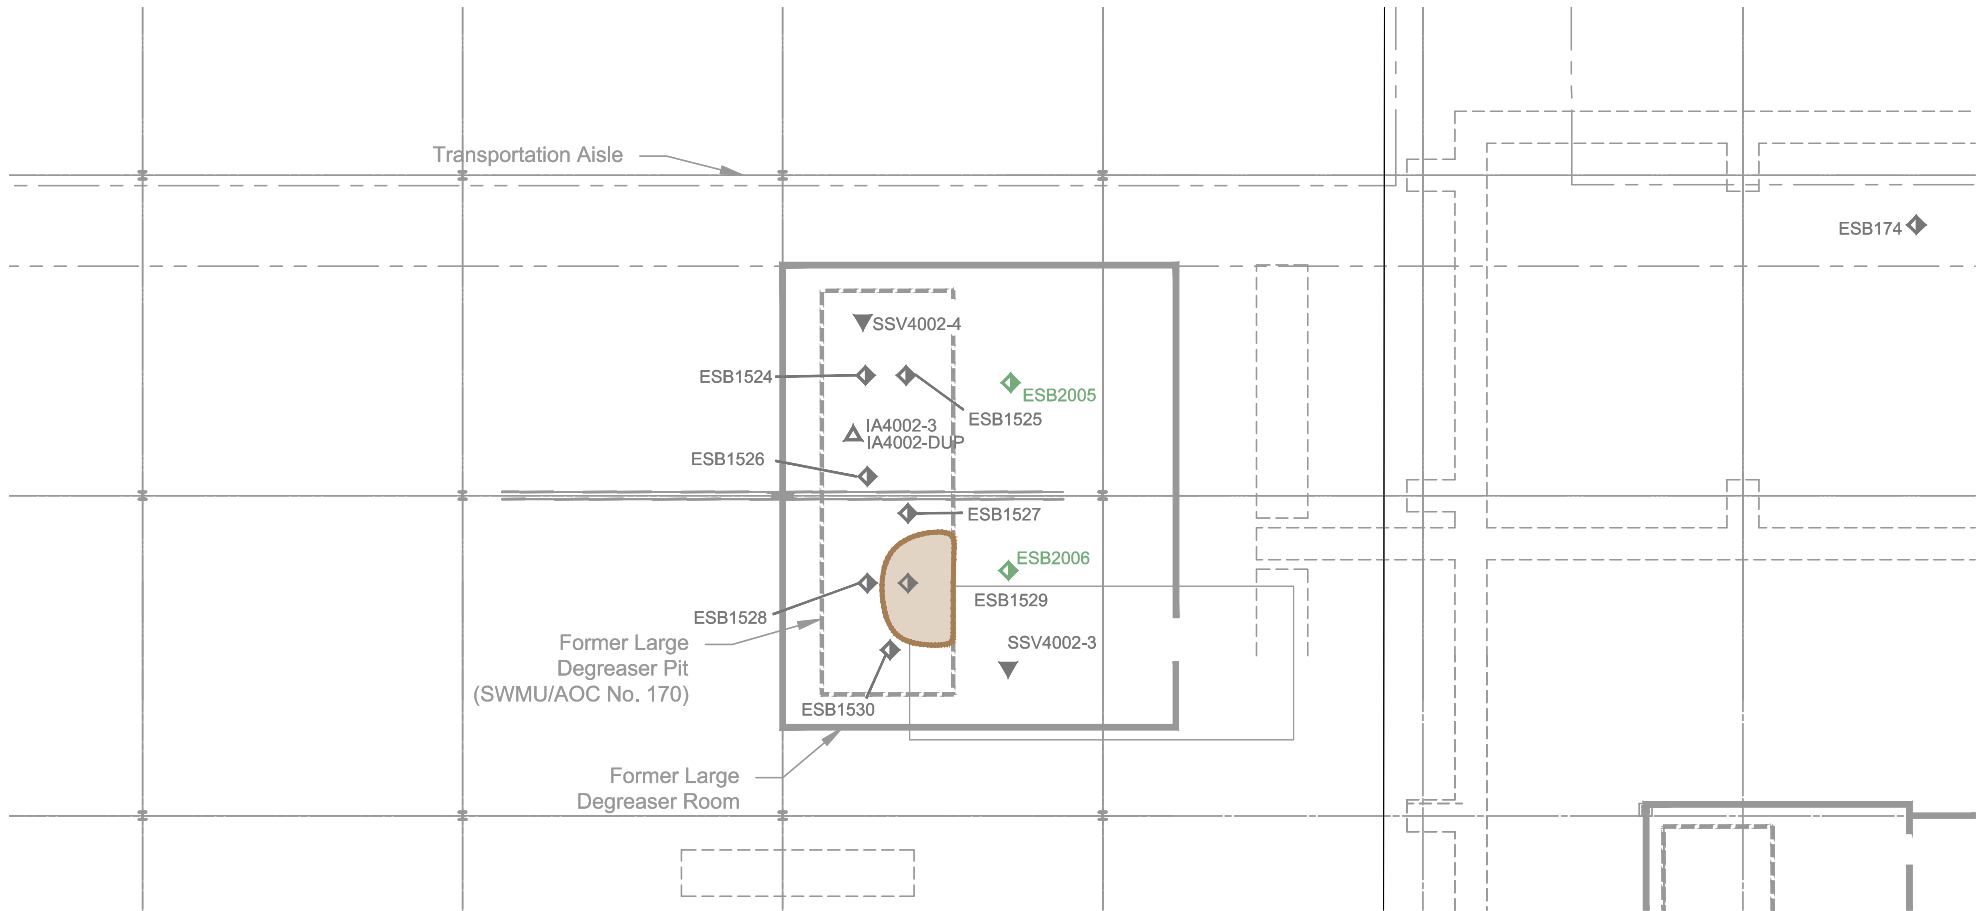 Transportation Aisle
ESB174
SSV4002-4
ESB1524
ESB2005
ESB1525
IA4002-3
IA4002-DUP
ESB1526
ESB1527
ESB2006
ESB1529
ESB1528
Former Large
Degreaser Pit
(SWMU/AOC No. 170)
SSV4002-3
ESB1530
Former Large
Degreaser Room